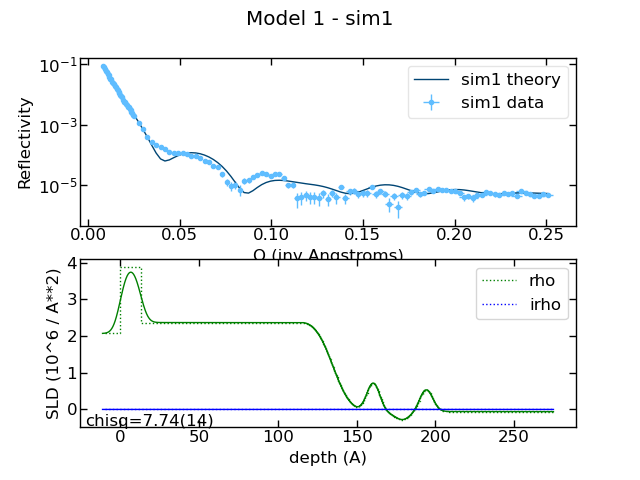 Model 1 - sim1
10⁻¹
10⁻³
10⁻⁵
Reflectivity
sim1 theory
sim1 data
0.00 0.05 0.10 0.15 0.20 0.25
Q (inv Angstroms)
4
3
2
1
0
SLD (10^6 / A**2)
rho
irho
chisq=7.74(14)
0 50 100 150 200 250
depth (A)